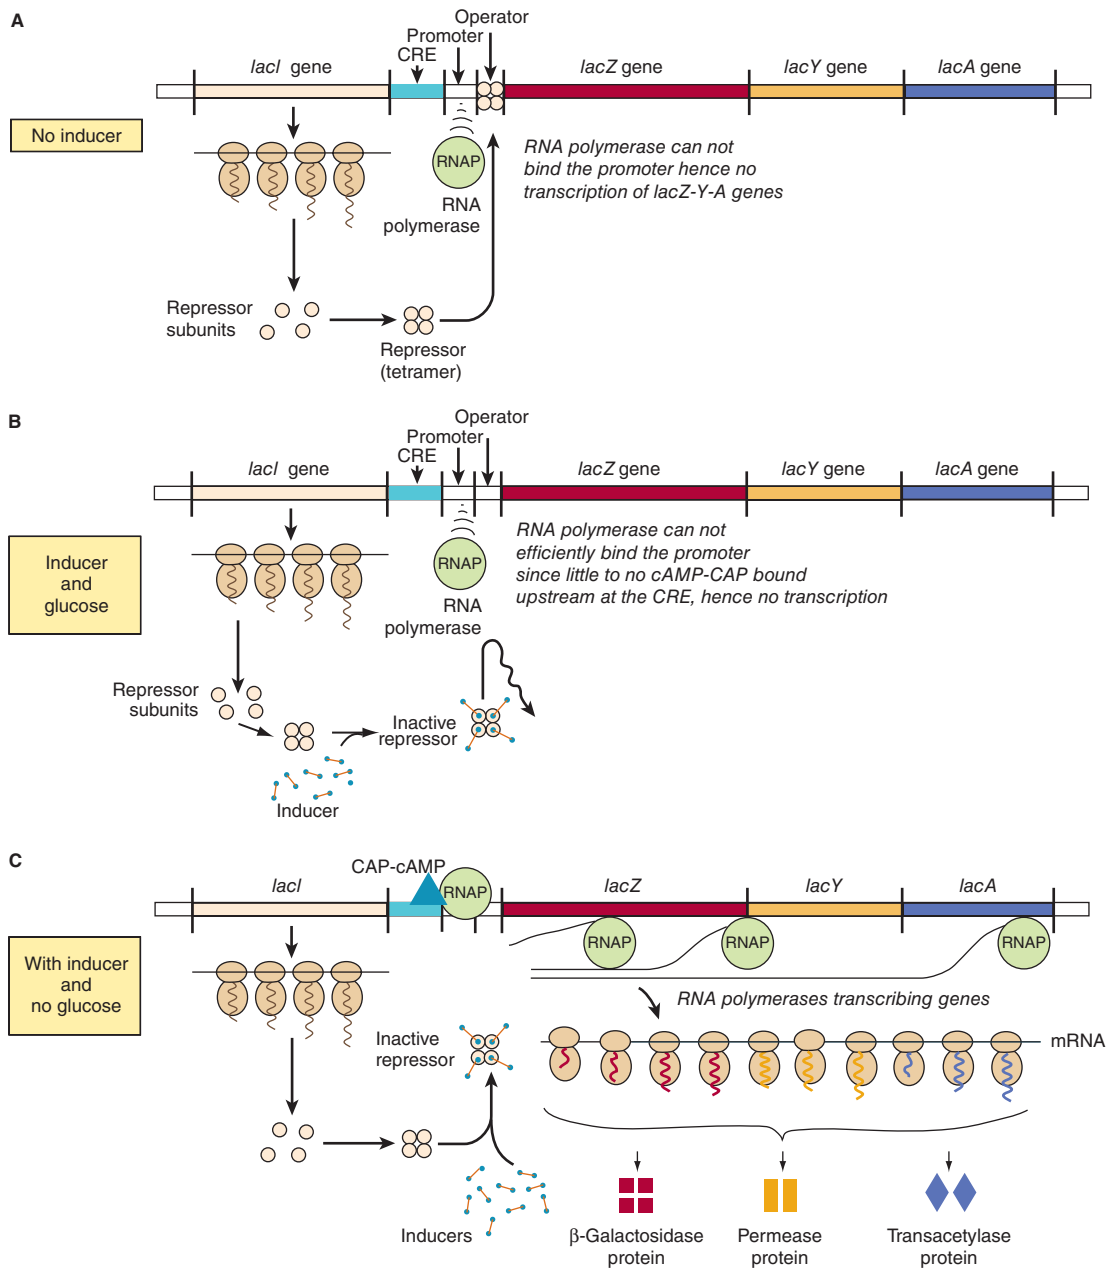 A
Operator
Promoter
CRE
lacI gene
lacZ gene
lacY gene
lacA gene
No inducer
RNAP
RNA
polymerase
RNA polymerase can not
bind the promoter hence no
transcription of lacZ-Y-A genes
Repressor
subunits
Repressor
(tetramer)
B
Operator
Promoter
CRE
lacI gene
lacZ gene
lacY gene
lacA gene
Inducer
and
glucose
RNAP
RNA
polymerase
RNA polymerase can not
efficiently bind the promoter
since little to no cAMP-CAP bound
upstream at the CRE, hence no transcription
Repressor
subunits
Inactive
repressor
Inducer
C
CAP-cAMP
RNAP
lacI
lacZ
lacY
lacA
With inducer
and
no glucose
RNAP
RNAP
RNAP
RNA polymerases transcribing genes
mRNA
Inactive
repressor
Inducers
β-Galactosidase
protein
Permease
protein
Transacetylase
protein